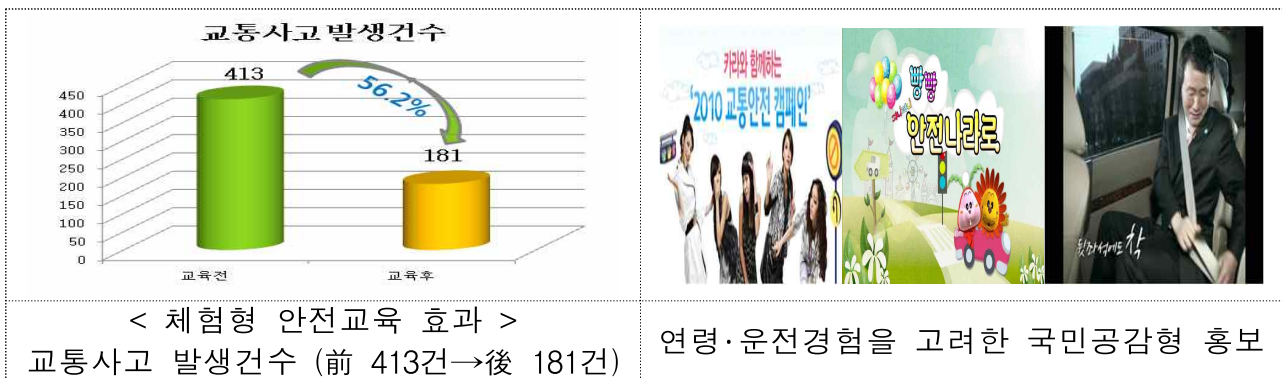 교통사고 발생건수
413
56.2%
181
450
400
350
300
250
200
150
100
50
0
교육전
교육후
카라와 함께하는
'2010 교통안전 캠페인'
빵빵
안전나라로
뒷좌석에도 착
< 체험형 안전교육 효과 >
교통사고 발생건수 (前 413건→後 181건)
연령·운전경험을 고려한 국민공감형 홍보